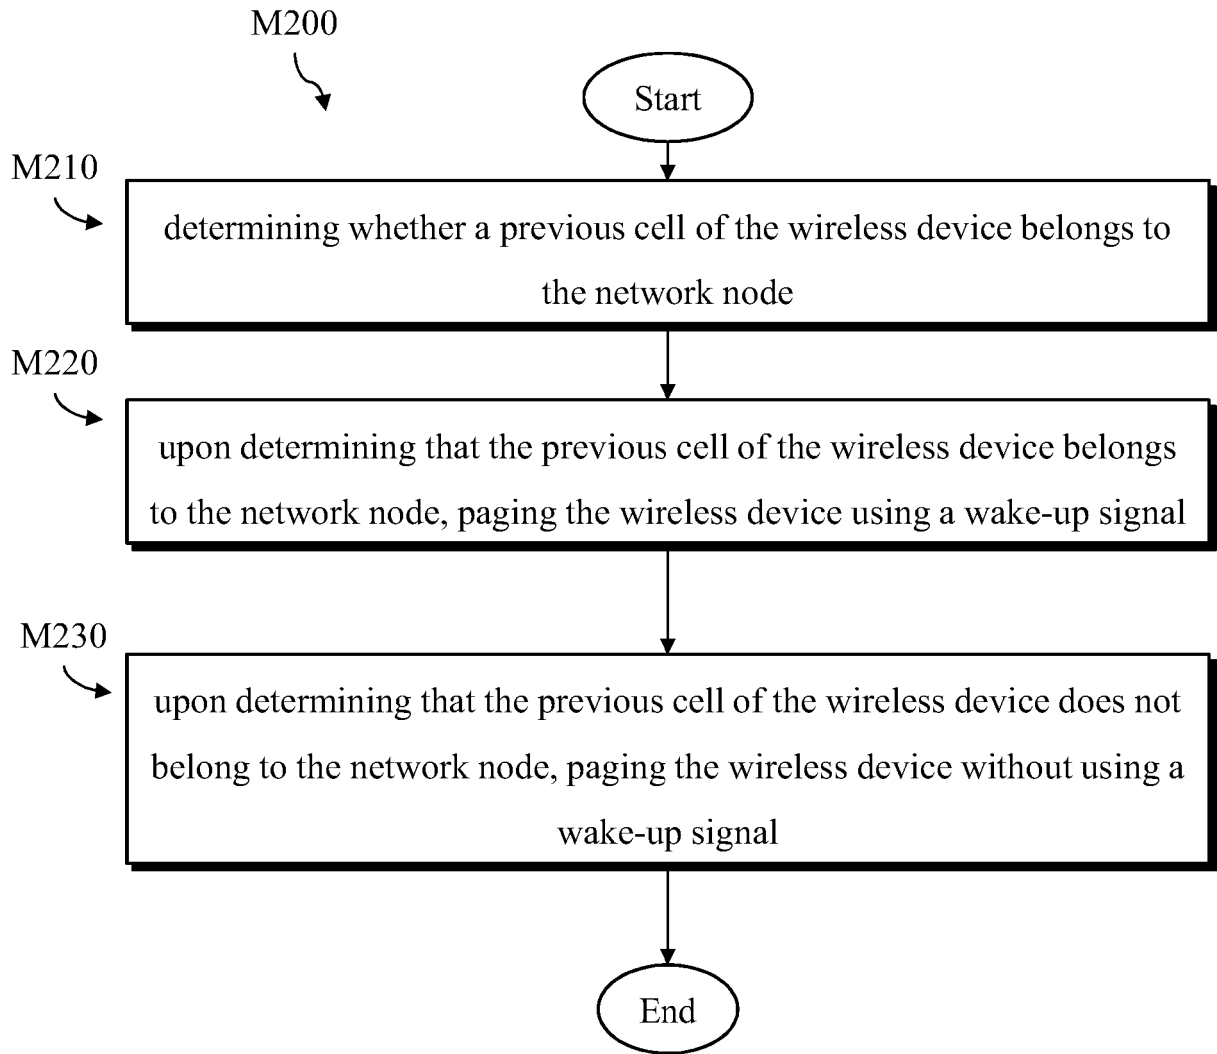 M200
Start
M210
determining whether a previous cell of the wireless device belongs to
the network node
M220
upon determining that the previous cell of the wireless device belongs
to the network node, paging the wireless device using a wake-up signal
M230
upon determining that the previous cell of the wireless device does not
belong to the network node, paging the wireless device without using a
wake-up signal
End